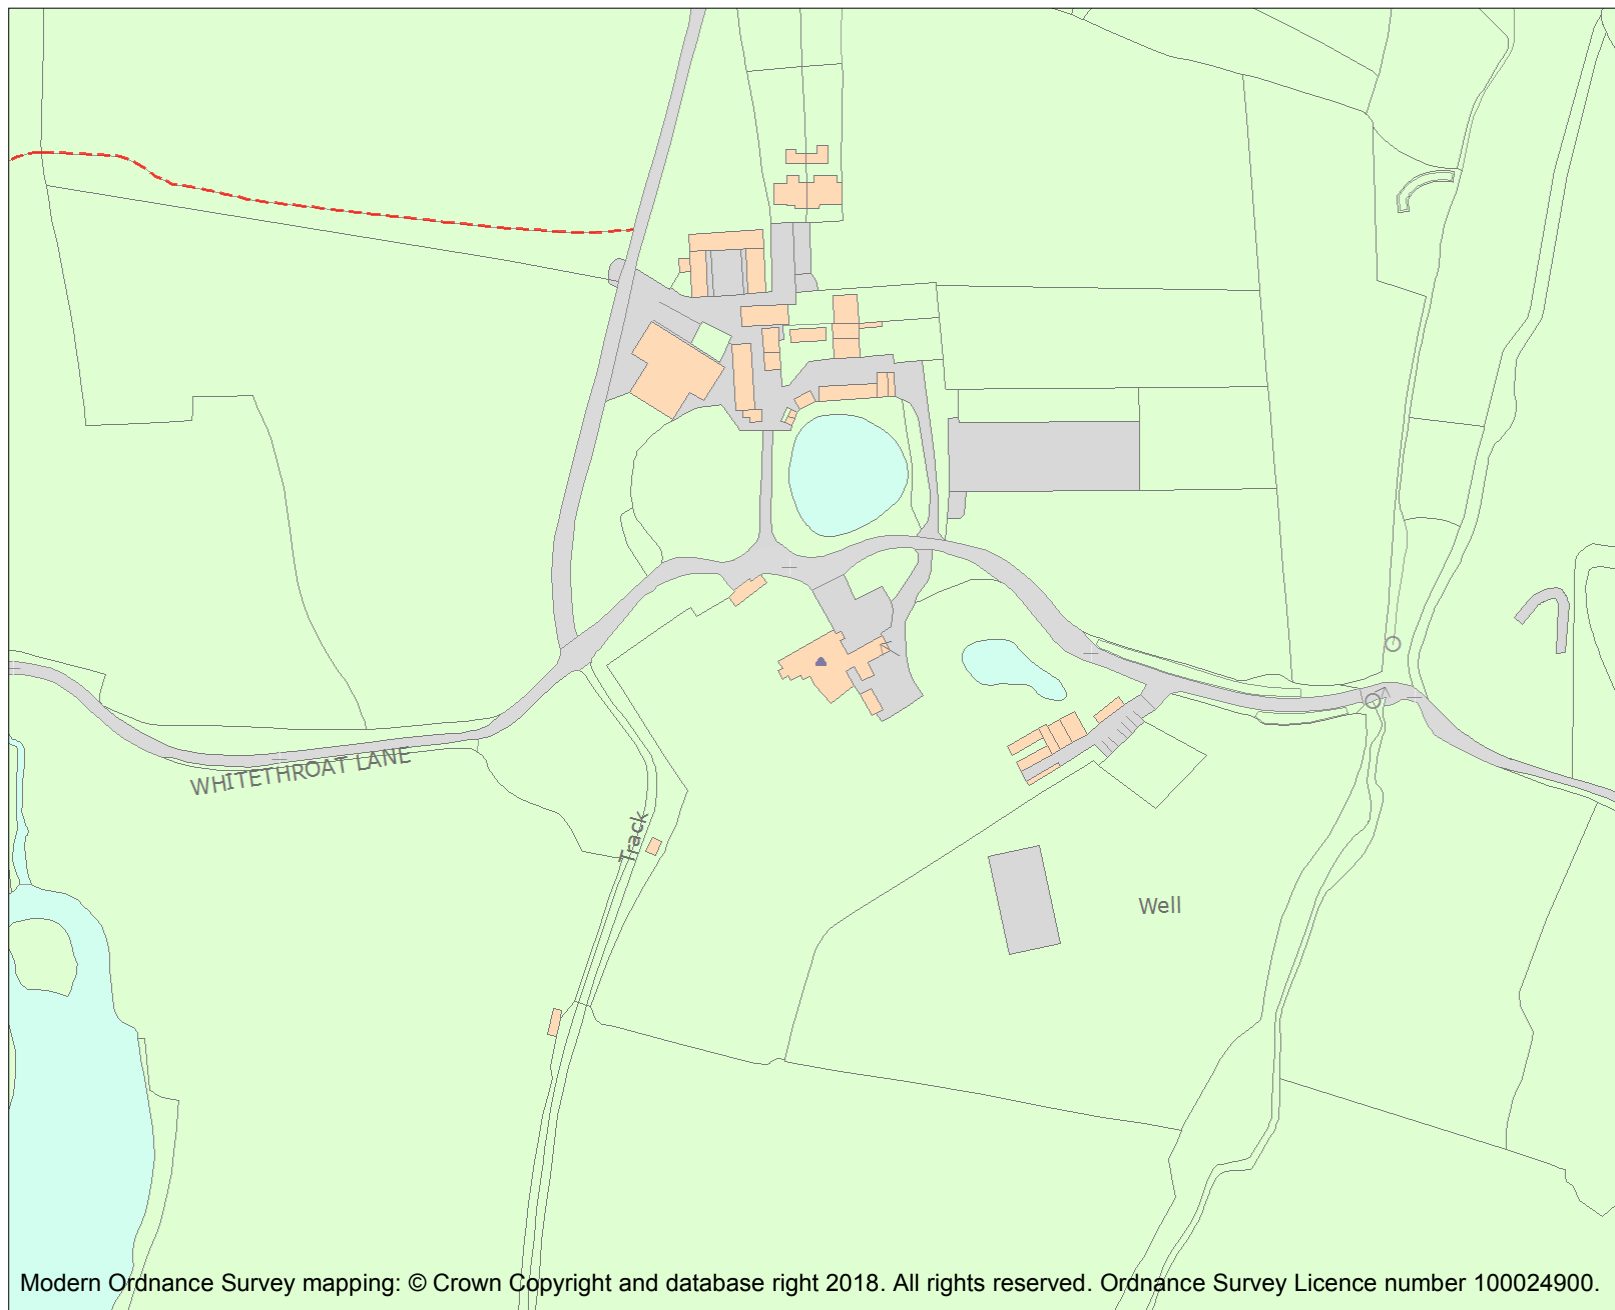 WHITETHROAT LANE
Track
Well
Modern Ordnance Survey mapping: © Crown Copyright and database right 2018. All rights reserved. Ordnance Survey Licence number 100024900.